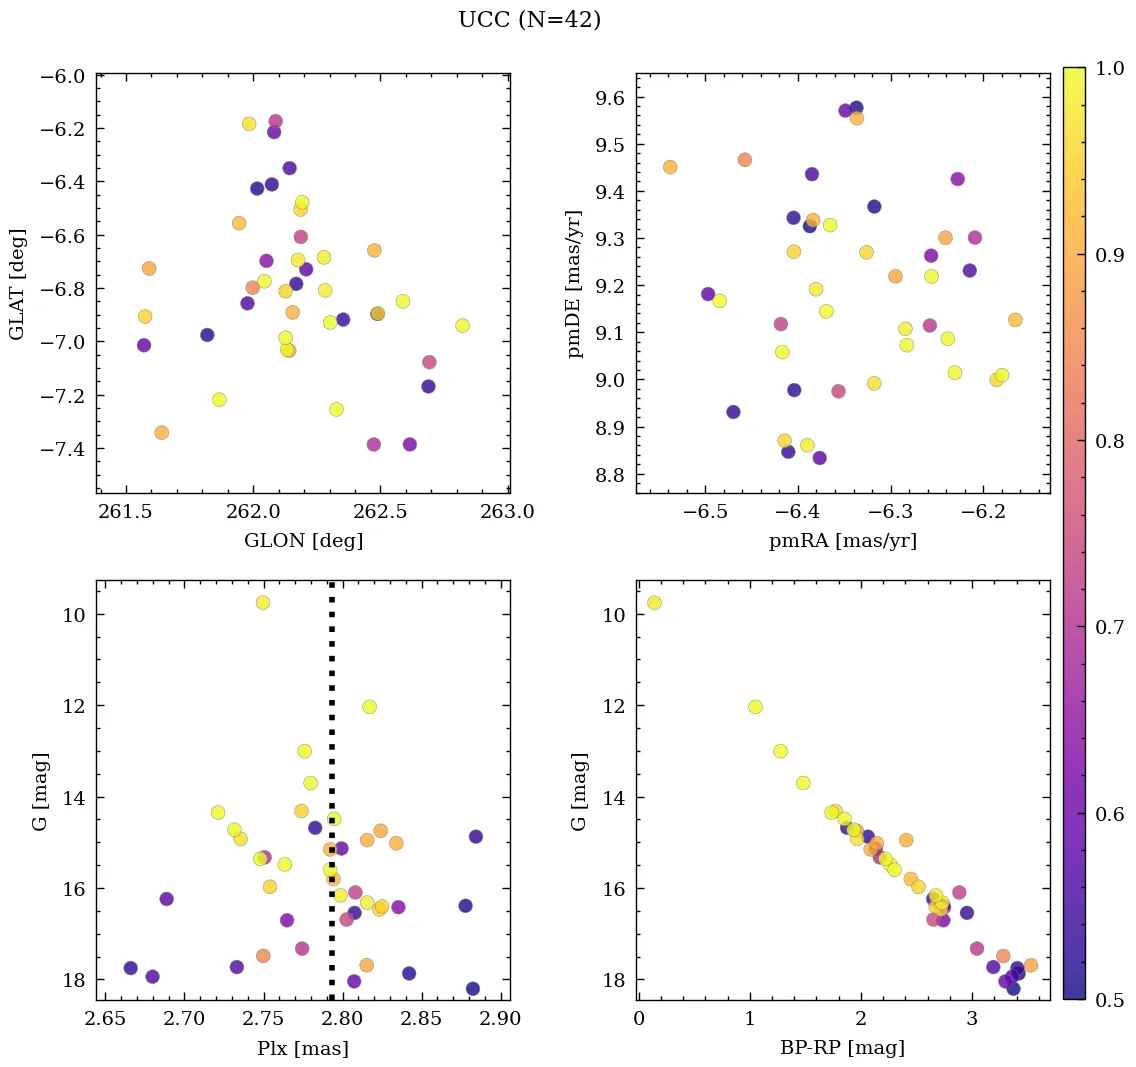 UCC (N=42)
−6.0
−6.2
−6.4
−6.6
−6.8
−7.0
−7.2
−7.4
GLAT [deg]
261.5 262.0 262.5 263.0
GLON [deg]
9.6
9.5
9.4
9.3
9.2
9.1
9.0
8.9
8.8
pmDE [mas/yr]
−6.5 −6.4 −6.3 −6.2
pmRA [mas/yr]
10
12
14
16
18
G [mag]
2.65 2.70 2.75 2.80 2.85 2.90
Plx [mas]
10
12
14
16
18
G [mag]
0 1 2 3
BP-RP [mag]
1.0
0.9
0.8
0.7
0.6
0.5